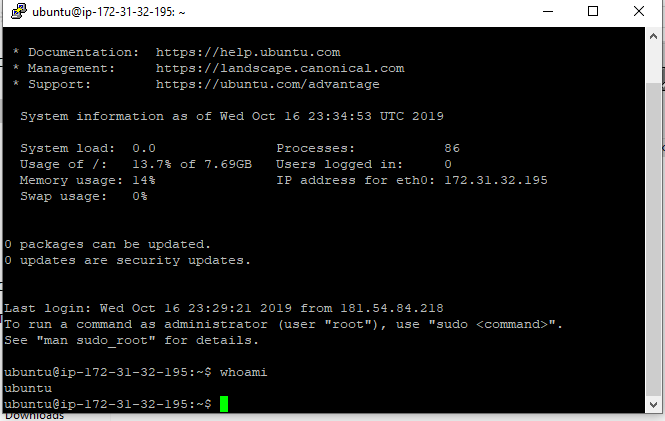 ubuntu@ip-172-31-32-195: ~
* Documentation:  https://help.ubuntu.com
* Management:     https://landscape.canonical.com
* Support:        https://ubuntu.com/advantage
System information as of Wed Oct 16 23:34:53 UTC 2019
System load:  0.0               Processes:           86
Usage of /:   13.7% of 7.69GB   Users logged in:     0
Memory usage: 14%               IP address for eth0: 172.31.32.195
Swap usage:   0%
0 packages can be updated.
0 updates are security updates.
Last login: Wed Oct 16 23:29:21 2019 from 181.54.84.218
To run a command as administrator (user "root"), use "sudo <command>".
See "man sudo_root" for details.
ubuntu@ip-172-31-32-195:~$ whoami
ubuntu
ubuntu@ip-172-31-32-195:~$
Downloads